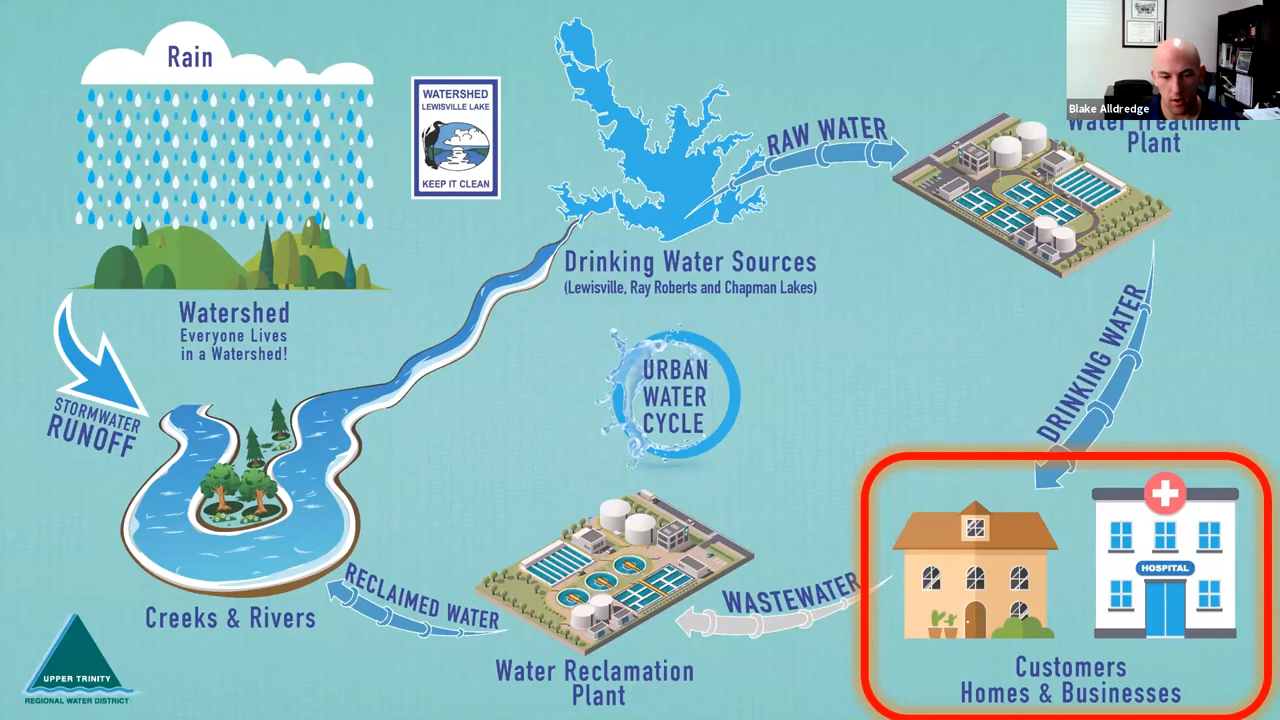 Rain
WATERSHED
LEWISVILLE LAKE
KEEP IT CLEAN
RAW WATER
Blake Alldredge
Water Treatment
Plant
Drinking Water Sources
(Lewisville, Ray Roberts and Chapman Lakes)
Watershed
Everyone Lives
in a Watershed!
STORMWATER
RUNOFF
URBAN
WATER
CYCLE
DRINKING WATER
HOSPITAL
Customers
Homes & Businesses
WASTEWATER
Water Reclamation
Plant
RECLAIMED WATER
Creeks & Rivers
UPPER TRINITY
REGIONAL WATER DISTRICT